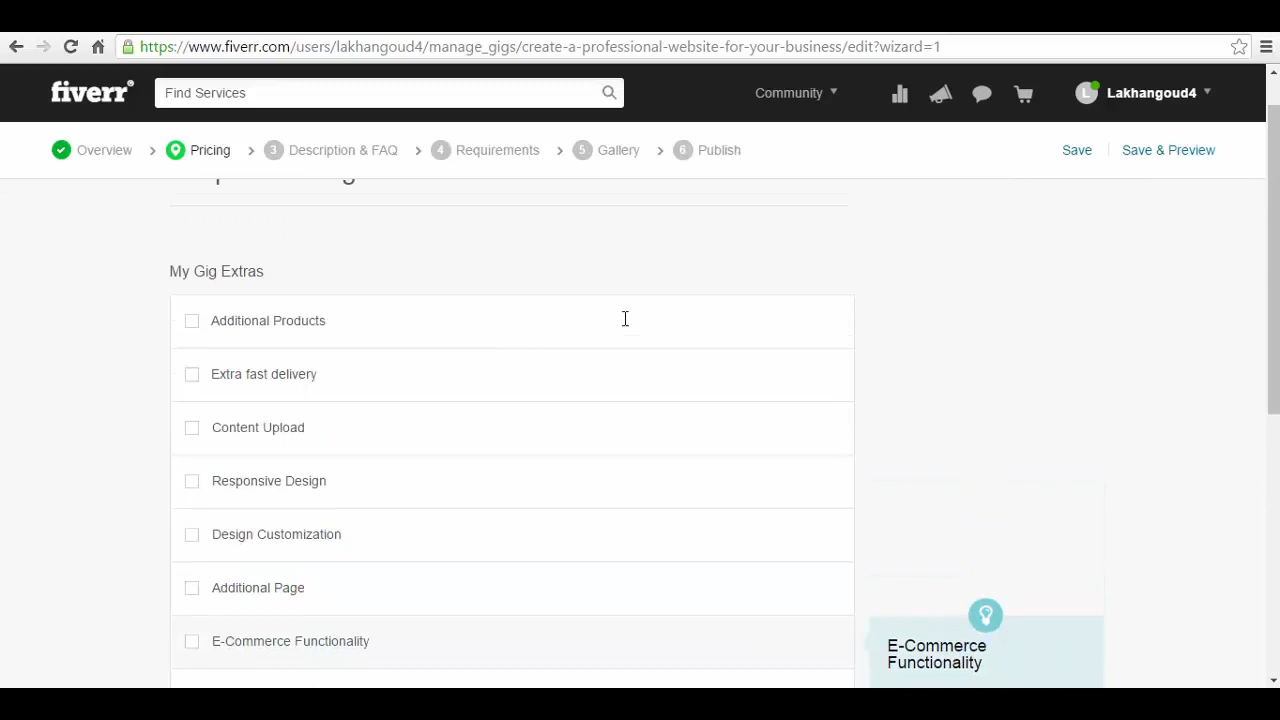 https://www.fiverr.com/users/lakhangoud4/manage_gigs/create-a-professional-website-for-your-business/edit?wizard=1
fiverr Find Services Community L Lakhangoud4
Overview Pricing 3 Description & FAQ 4 Requirements 5 Gallery 6 Publish Save Save & Preview
My Gig Extras
Additional Products
Extra fast delivery
Content Upload
Responsive Design
Design Customization
Additional Page
E-Commerce Functionality
E-Commerce
Functionality